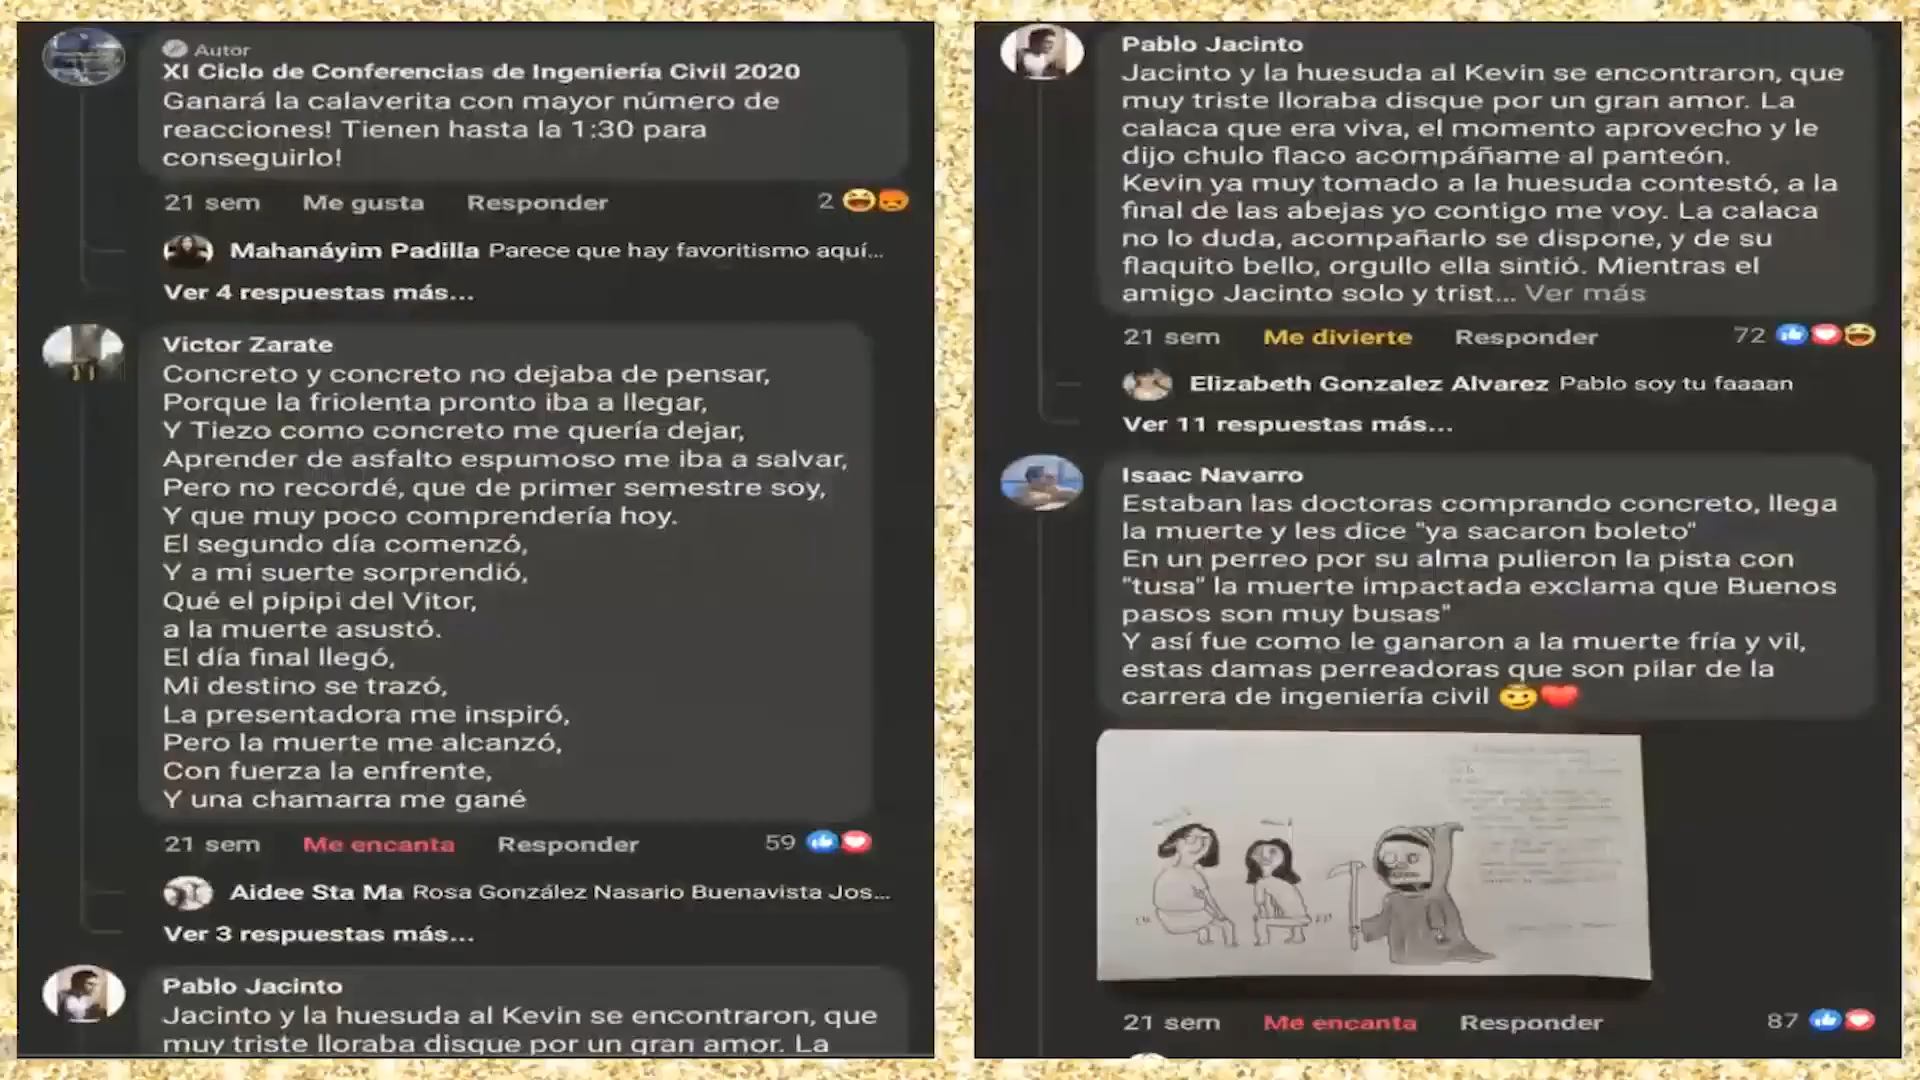 Autor
XI Ciclo de Conferencias de Ingeniería Civil 2020
Ganará la calaverita con mayor número de
reacciones! Tienen hasta la 1:30 para
conseguirlo!
21 sem Me gusta Responder 2
Mahanáyim Padilla Parece que hay favoritismo aquí...
Ver 4 respuestas más...
Victor Zarate
Concreto y concreto no dejaba de pensar,
Porque la friolenta pronto iba a llegar,
Y Tiezo como concreto me quería dejar,
Aprender de asfalto espumoso me iba a salvar,
Pero no recordé, que de primer semestre soy,
Y que muy poco comprendería hoy.
El segundo día comenzó,
Y a mi suerte sorprendió,
Qué el pipipi del Vitor,
a la muerte asustó.
El día final llegó,
Mi destino se trazó,
La presentadora me inspiró,
Pero la muerte me alcanzó,
Con fuerza la enfrente,
Y una chamarra me gané
21 sem Me encanta Responder 59
Aidee Sta Ma Rosa González Nasario Buenavista Jos...
Ver 3 respuestas más...
Pablo Jacinto
Jacinto y la huesuda al Kevin se encontraron, que
muy triste lloraba disque por un gran amor. La
Pablo Jacinto
Jacinto y la huesuda al Kevin se encontraron, que
muy triste lloraba disque por un gran amor. La
calaca que era viva, el momento aprovecho y le
dijo chulo flaco acompáñame al panteón.
Kevin ya muy tomado a la huesuda contestó, a la
final de las abejas yo contigo me voy. La calaca
no lo duda, acompañarlo se dispone, y de su
flaquito bello, orgullo ella sintió. Mientras el
amigo Jacinto solo y trist... Ver más
21 sem Me divierte Responder 72
Elizabeth Gonzalez Alvarez Pablo soy tu faaaan
Ver 11 respuestas más...
Isaac Navarro
Estaban las doctoras comprando concreto, llega
la muerte y les dice "ya sacaron boleto"
En un perreo por su alma pulieron la pista con
"tusa" la muerte impactada exclama que Buenos
pasos son muy busas"
Y así fue como le ganaron a la muerte fría y vil,
estas damas perreadoras que son pilar de la
carrera de ingeniería civil
21 sem Me encanta Responder 87